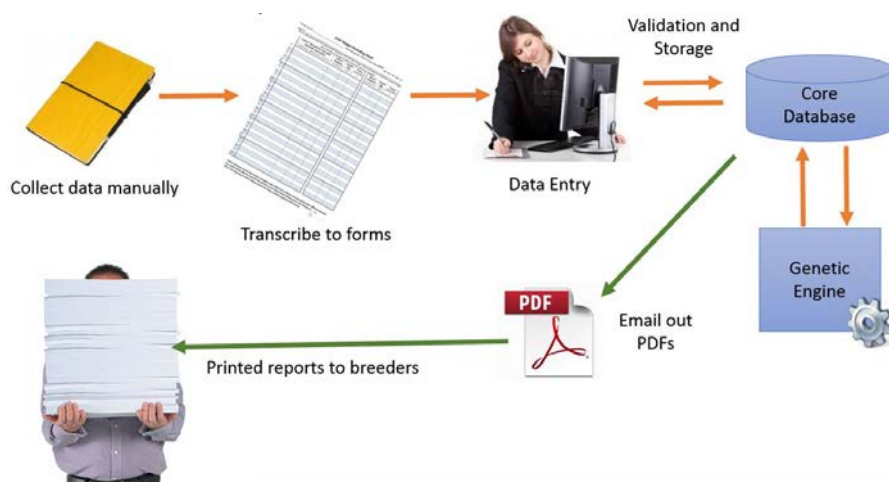 Validation and
Storage
Core
Database
Collect data manually
Transcribe to forms
Data Entry
Genetic
Engine
PDF
Email out
PDFs
Printed reports to breeders